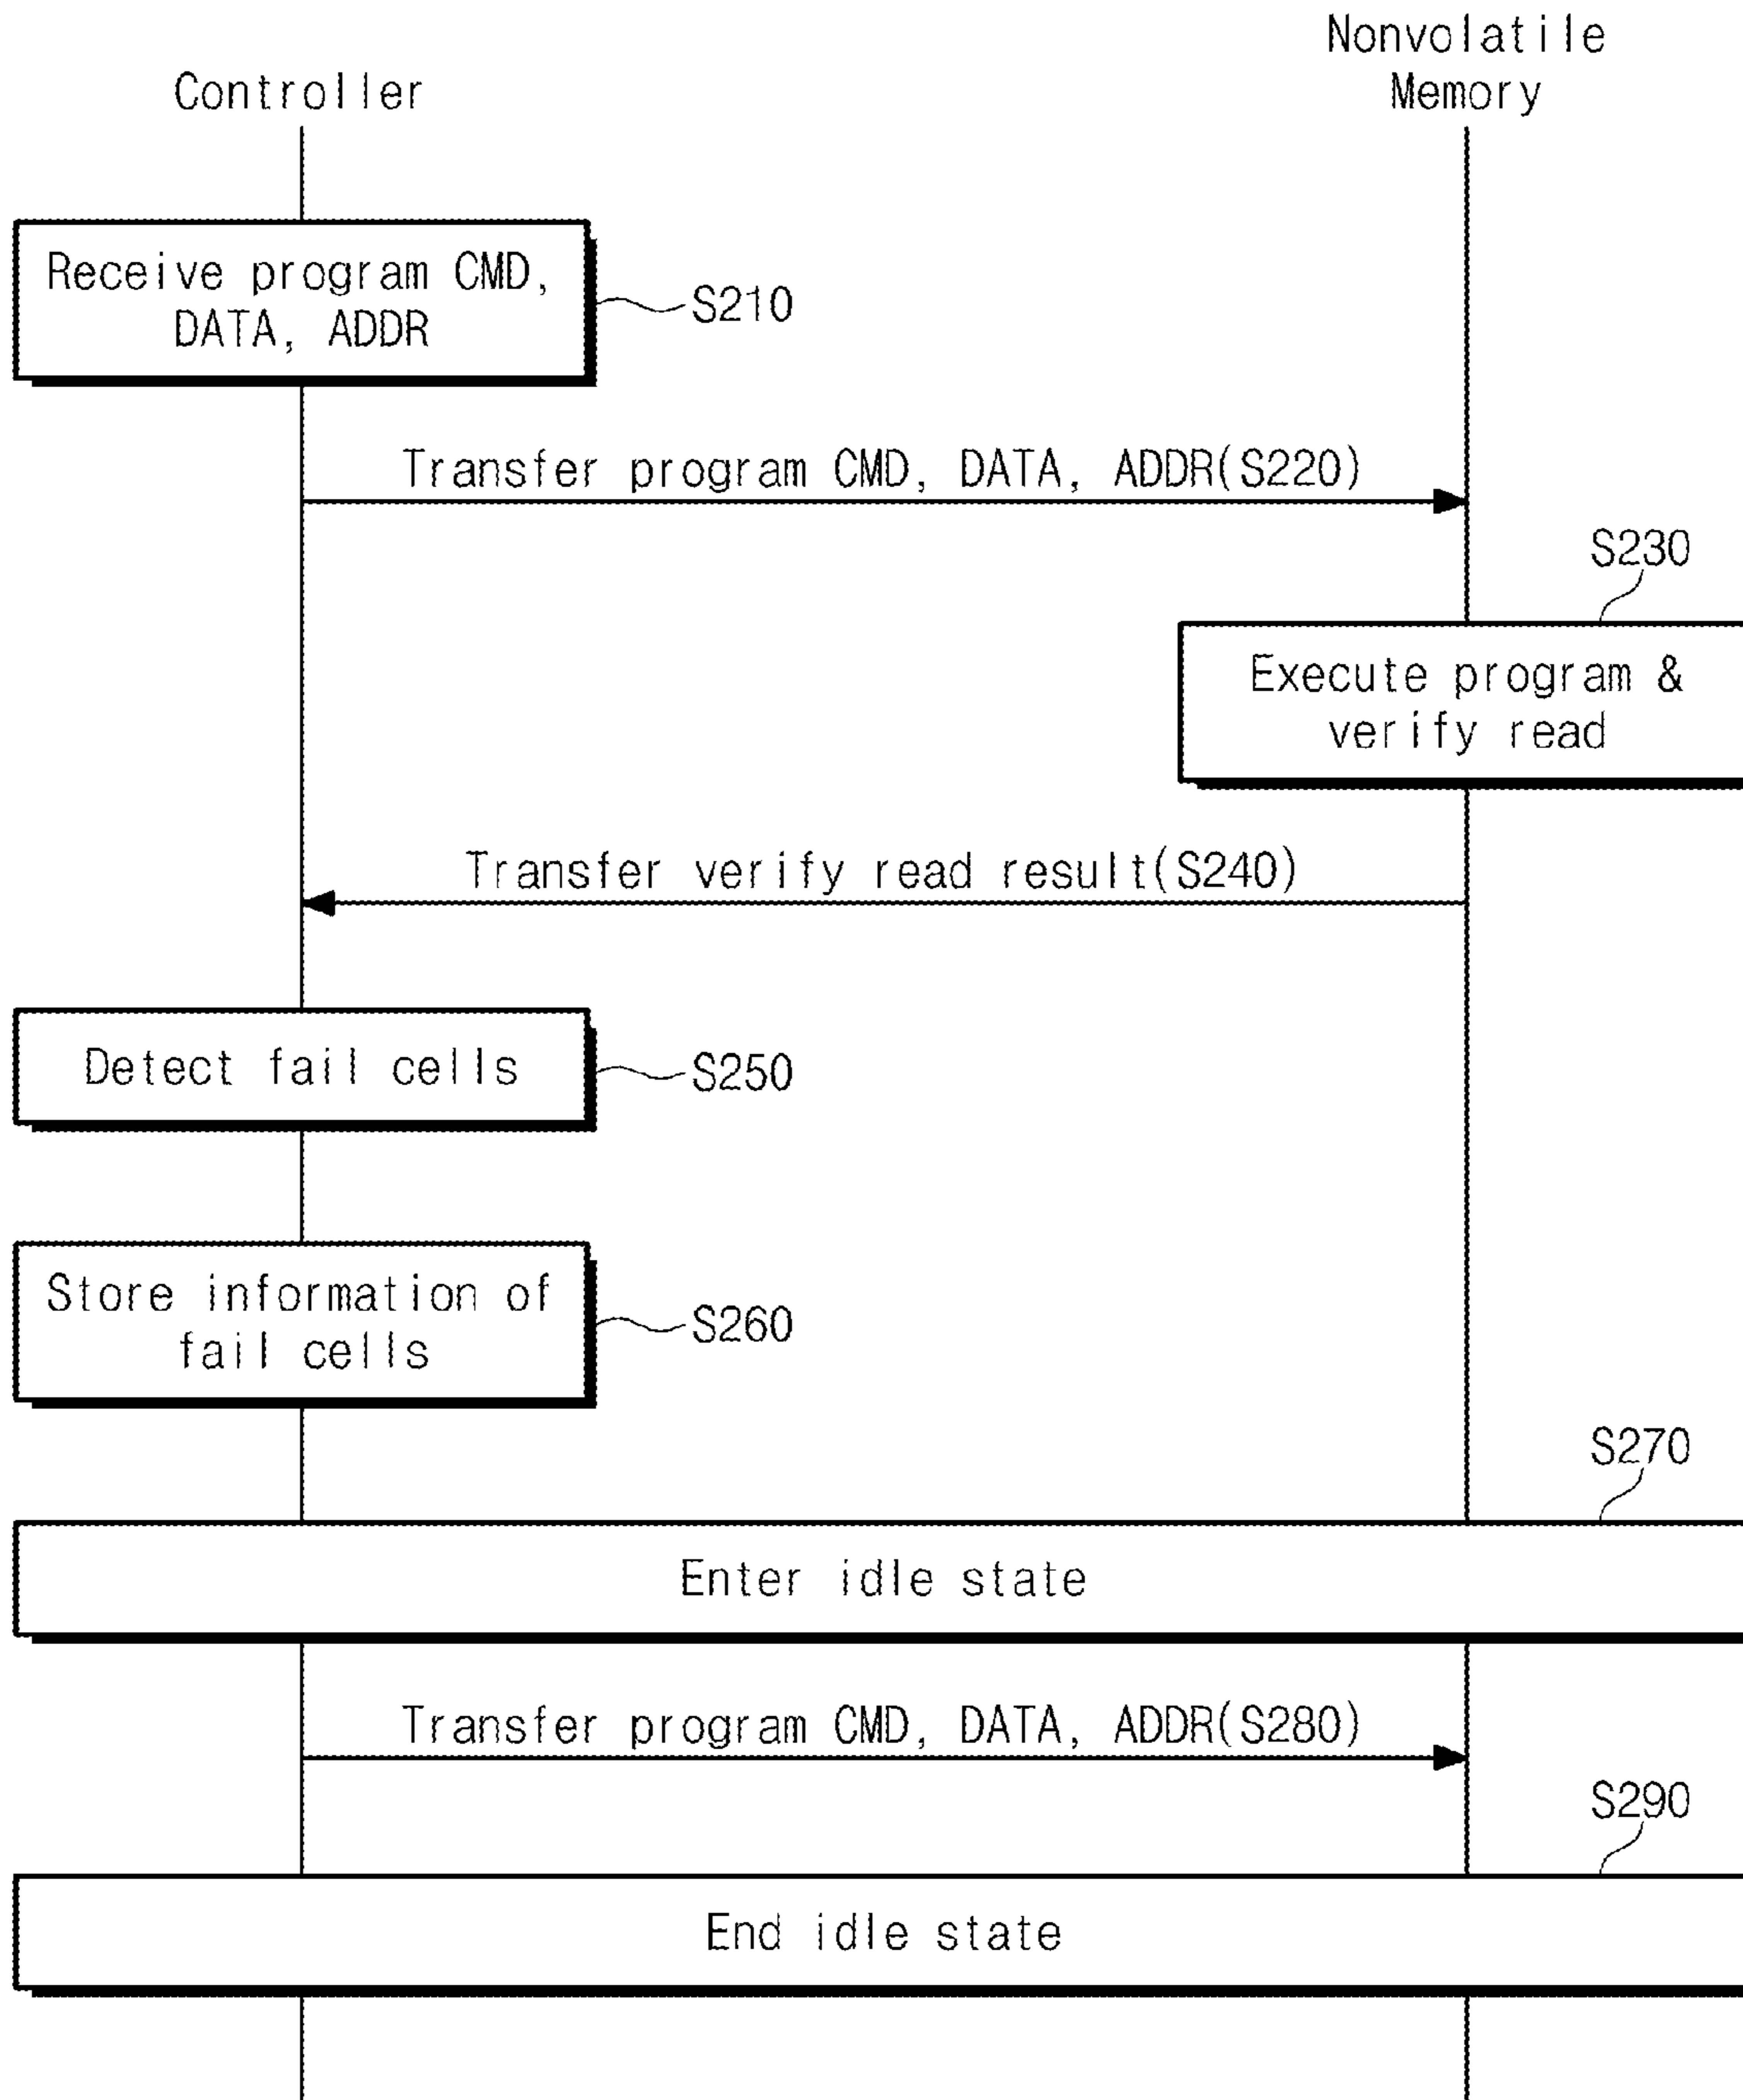 Controller
Nonvolatile
Memory
Receive program CMD,
DATA, ADDR
S210
Transfer program CMD, DATA, ADDR(S220)
S230
Execute program &
verify read
Transfer verify read result(S240)
Detect fail cells
S250
Store information of
fail cells
S260
S270
Enter idle state
Transfer program CMD, DATA, ADDR(S280)
S290
End idle state